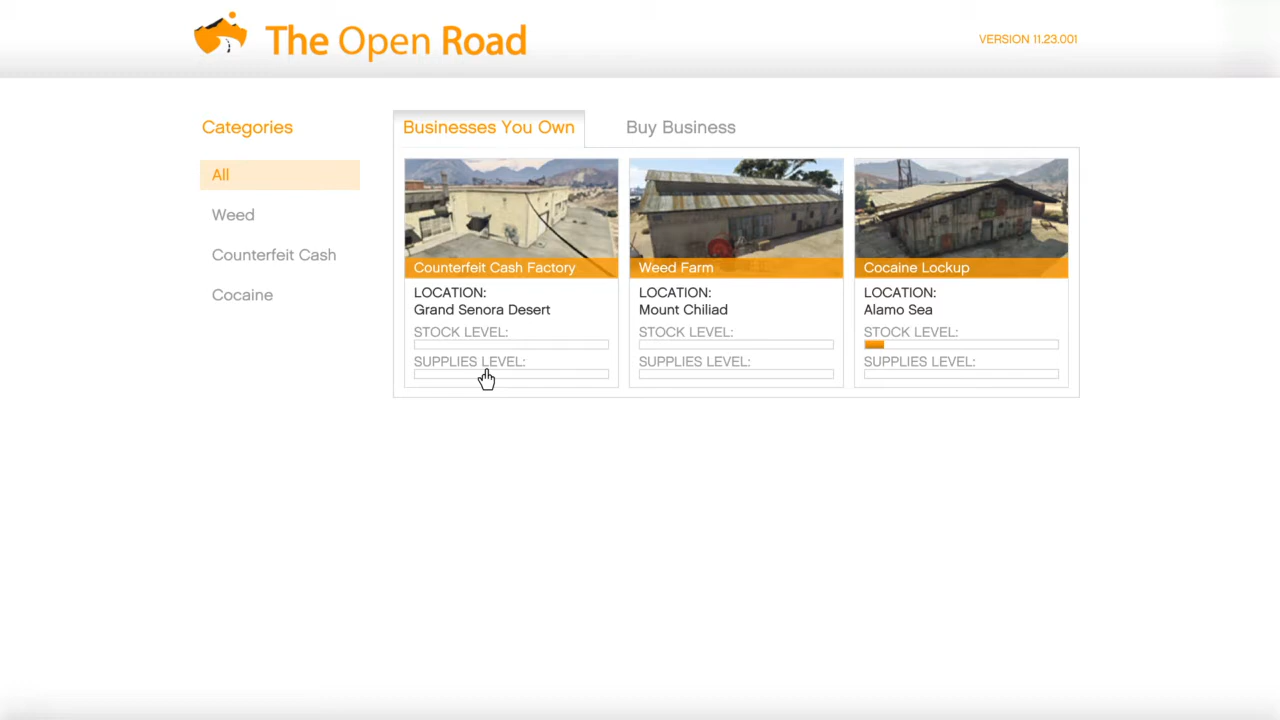 The Open Road
VERSION 11.23.001
Categories
All
Weed
Counterfeit Cash
Cocaine
Businesses You Own
Buy Business
Counterfeit Cash Factory
LOCATION:
Grand Senora Desert
STOCK LEVEL:
SUPPLIES LEVEL:
Weed Farm
LOCATION:
Mount Chiliad
STOCK LEVEL:
SUPPLIES LEVEL:
Cocaine Lockup
LOCATION:
Alamo Sea
STOCK LEVEL:
SUPPLIES LEVEL: